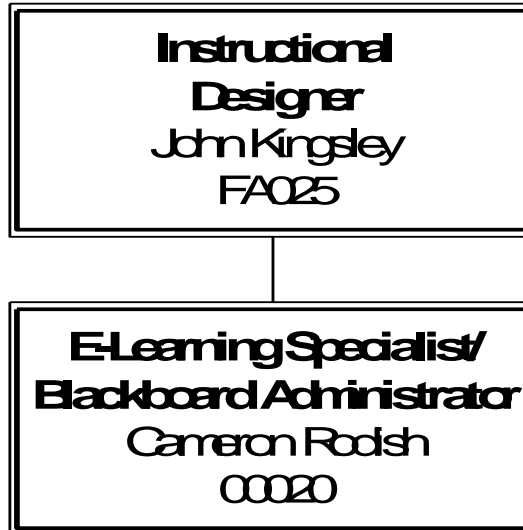 Instructional
Designer
John Kingsley
FA025
E-Learning Specialist/
Blackboard Administrator
Cameron Rodish
00020